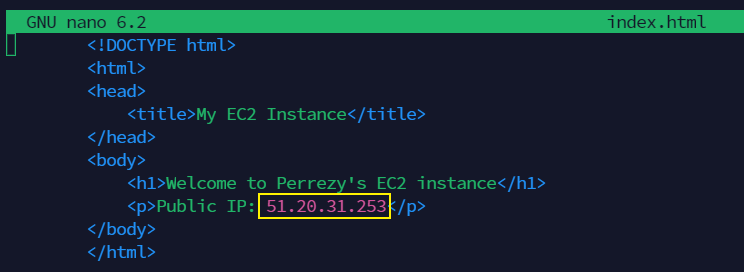 GNU nano 6.2 index.html
<!DOCTYPE html>
<html>
<head>
<title>My EC2 Instance</title>
</head>
<body>
<h1>Welcome to Perrezy's EC2 instance</h1>
<p>Public IP: 51.20.31.253</p>
</body>
</html>